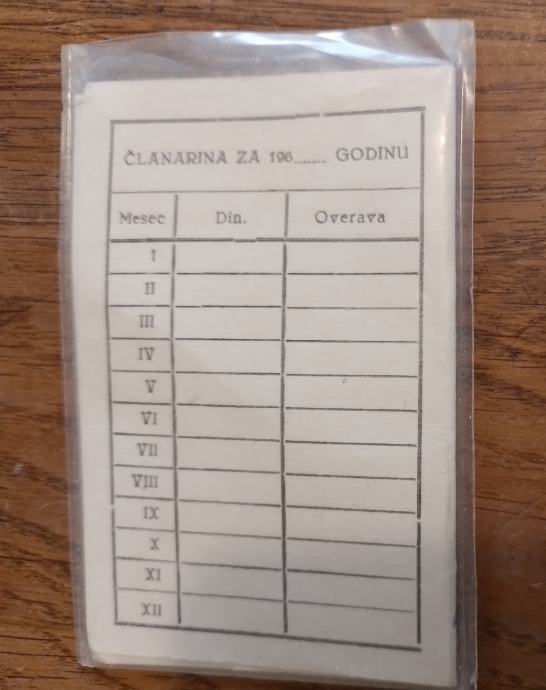 ČLANARINA ZA 196....... GODINU
Mesec Din. Overava
I
II
III
IV
V
VI
VII
VIII
IX
X
XI
XII